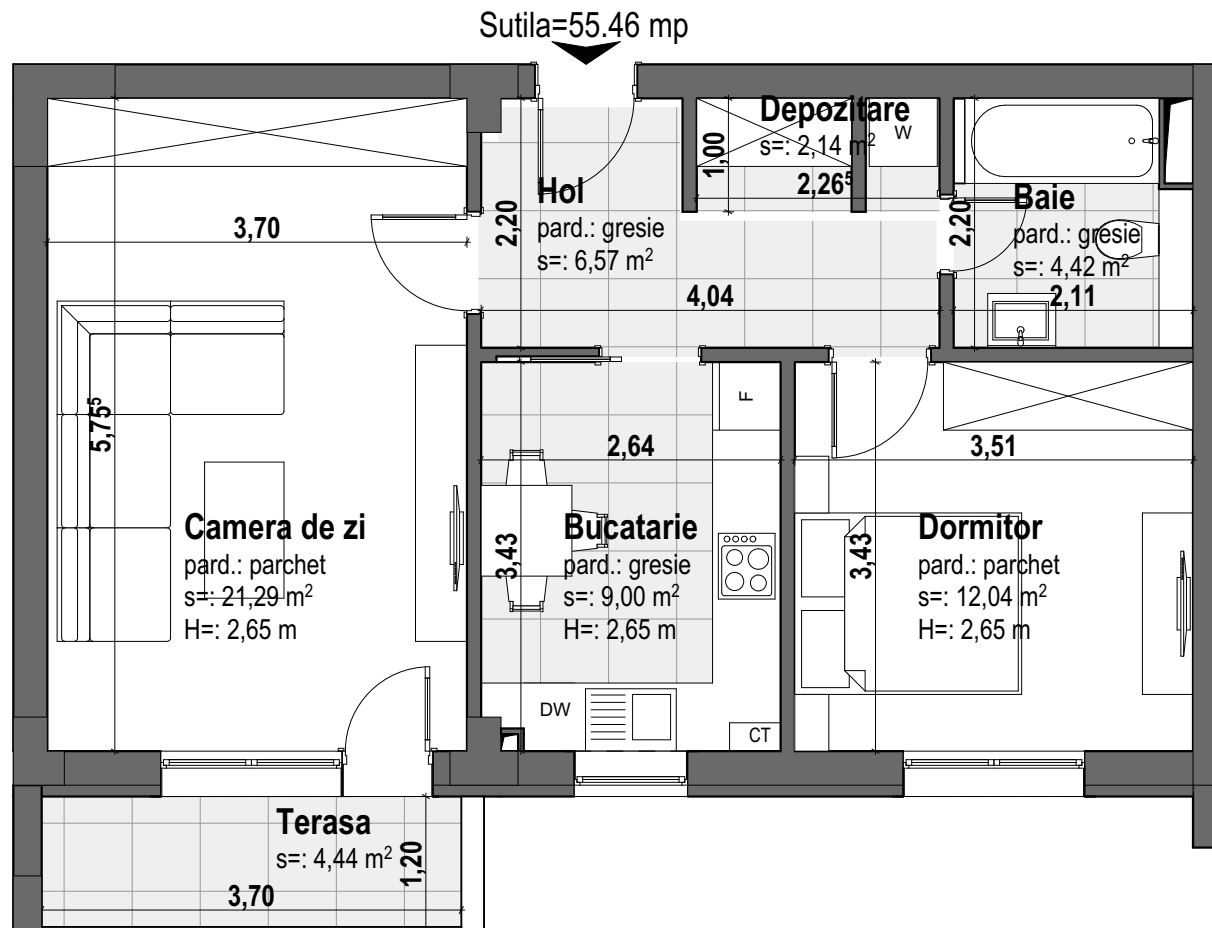 Sutila=55.46 mp
Depozitare
s=: 2,14 m²
W
1,00
2,26⁵
Hol
pard.: gresie
s=: 6,57 m²
2,20
4,04
Baie
pard.: gresie
s=: 4,42 m²
2,20
2,11
3,70
5,75⁵
Camera de zi
pard.: parchet
s=: 21,29 m²
H=: 2,65 m
F
2,64
3,43
Bucatarie
pard.: gresie
s=: 9,00 m²
H=: 2,65 m
DW
CT
3,51
3,43
Dormitor
pard.: parchet
s=: 12,04 m²
H=: 2,65 m
Terasa
s=: 4,44 m²
1,20
3,70